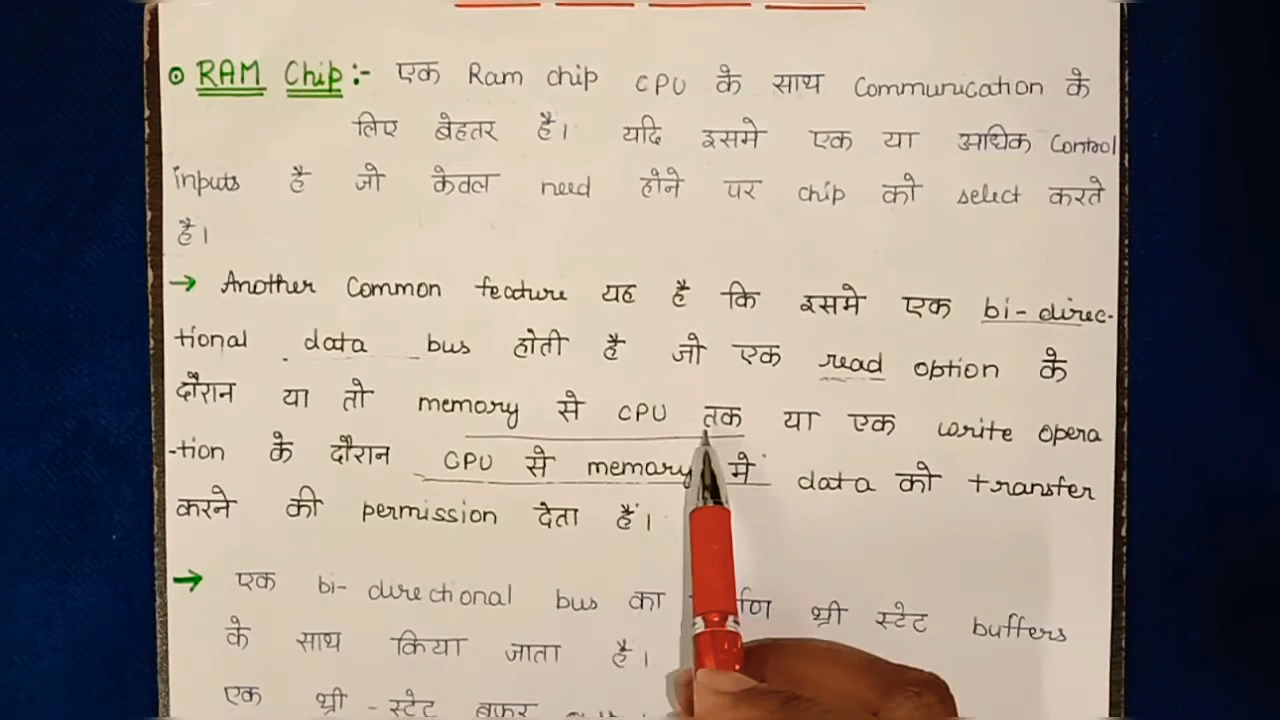 RAM Chip :- एक Ram chip CPU के साथ Communication के
लिए बेहतर है। यदि इसमे एक या अधिक Control
inputs है जो केवल need होने पर chip को select करते
है।
→ Another Common feature यह है कि इसमे एक bi-direc-
tional data bus होती है जो एक read option के
दौरान या तो memory से CPU तक या एक write opera
-tion के दौरान CPU से memory मे data को transfer
करने की permission देता है।
→ एक bi-directional bus का थ्री स्टेट buffers
के साथ किया जाता है।
एक थ्री-स्टेट बफर